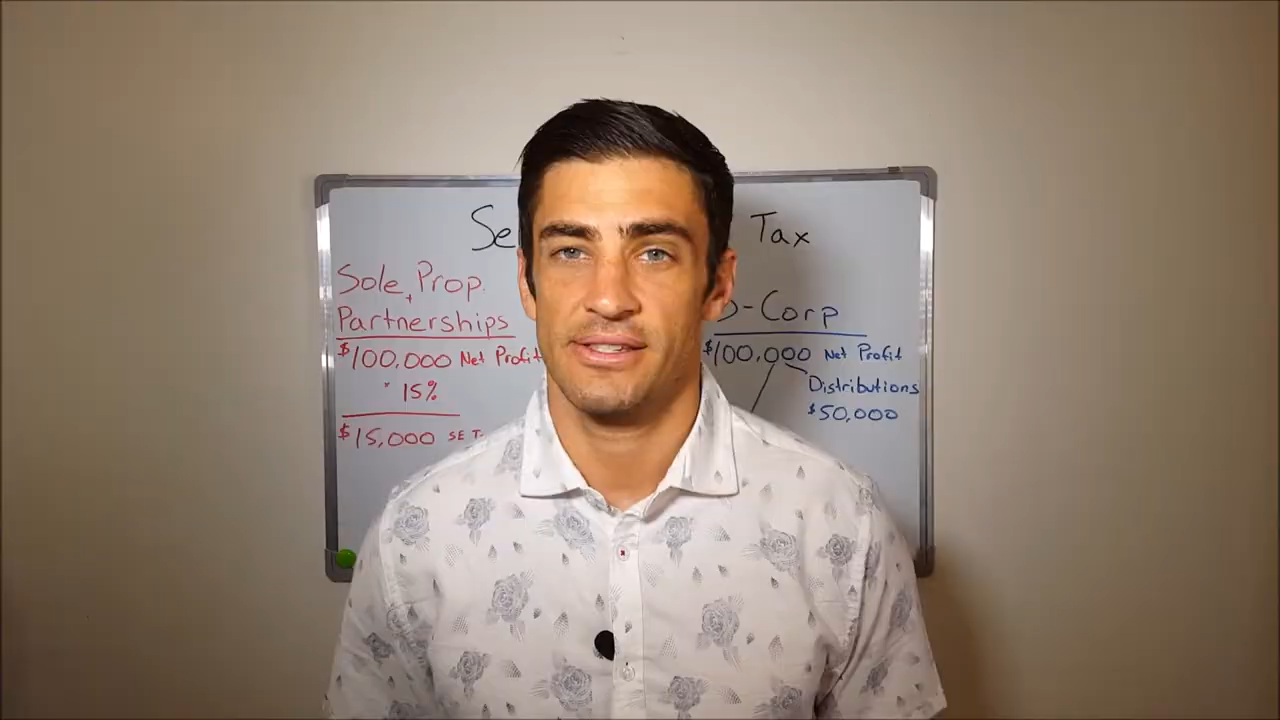 Se Tax
Sole Prop
+
Partnerships
$100,000 Net Profit
* 15%
$15,000 SE T
S-Corp
$100,000 Net Profit
Distributions
$50,000